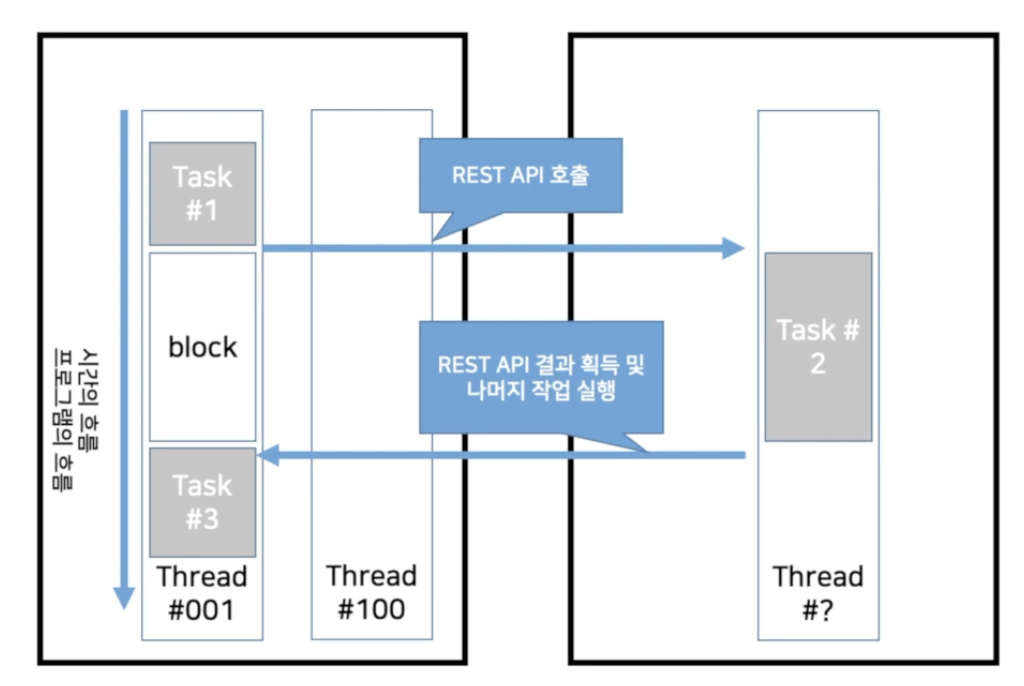 시간의 흐름
프로그램의 흐름
Task
#1
block
Task
#3
Thread
#001
Thread
#100
REST API 호출
REST API 결과 획득 및
나머지 작업 실행
Task #
2
Thread
#?